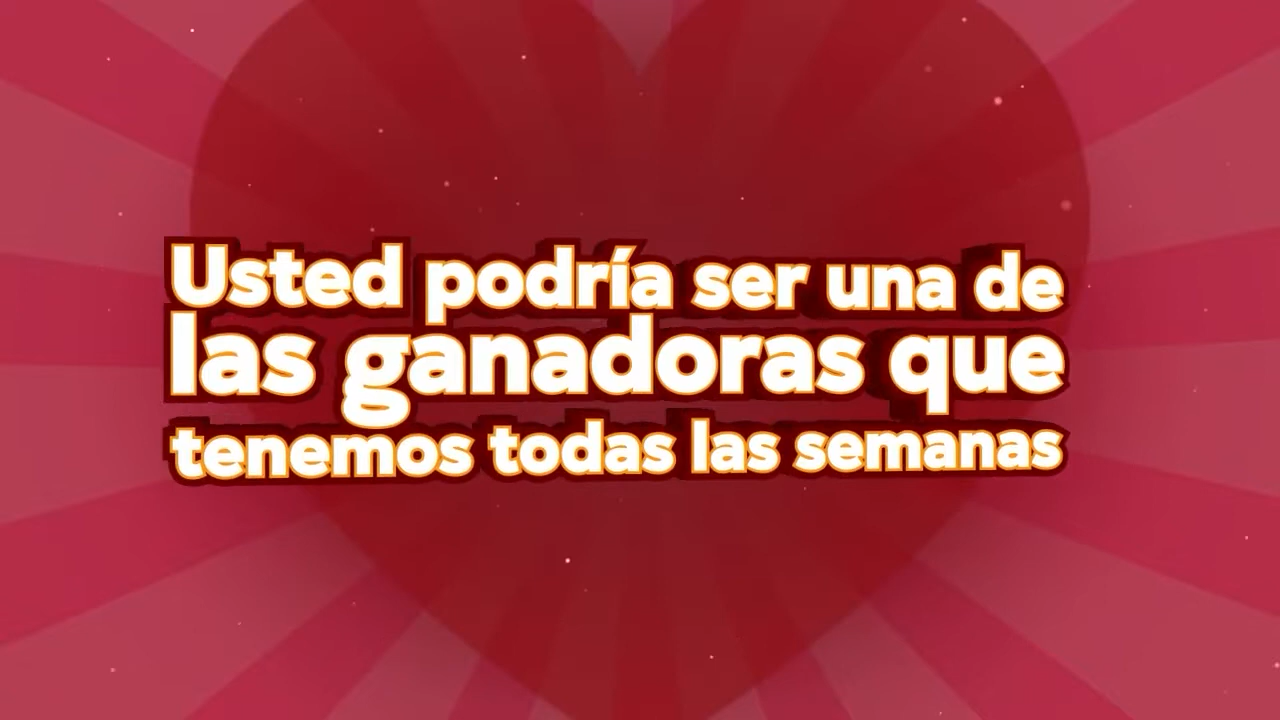 Usted podría ser una de
las ganadoras que
tenemos todas las semanas